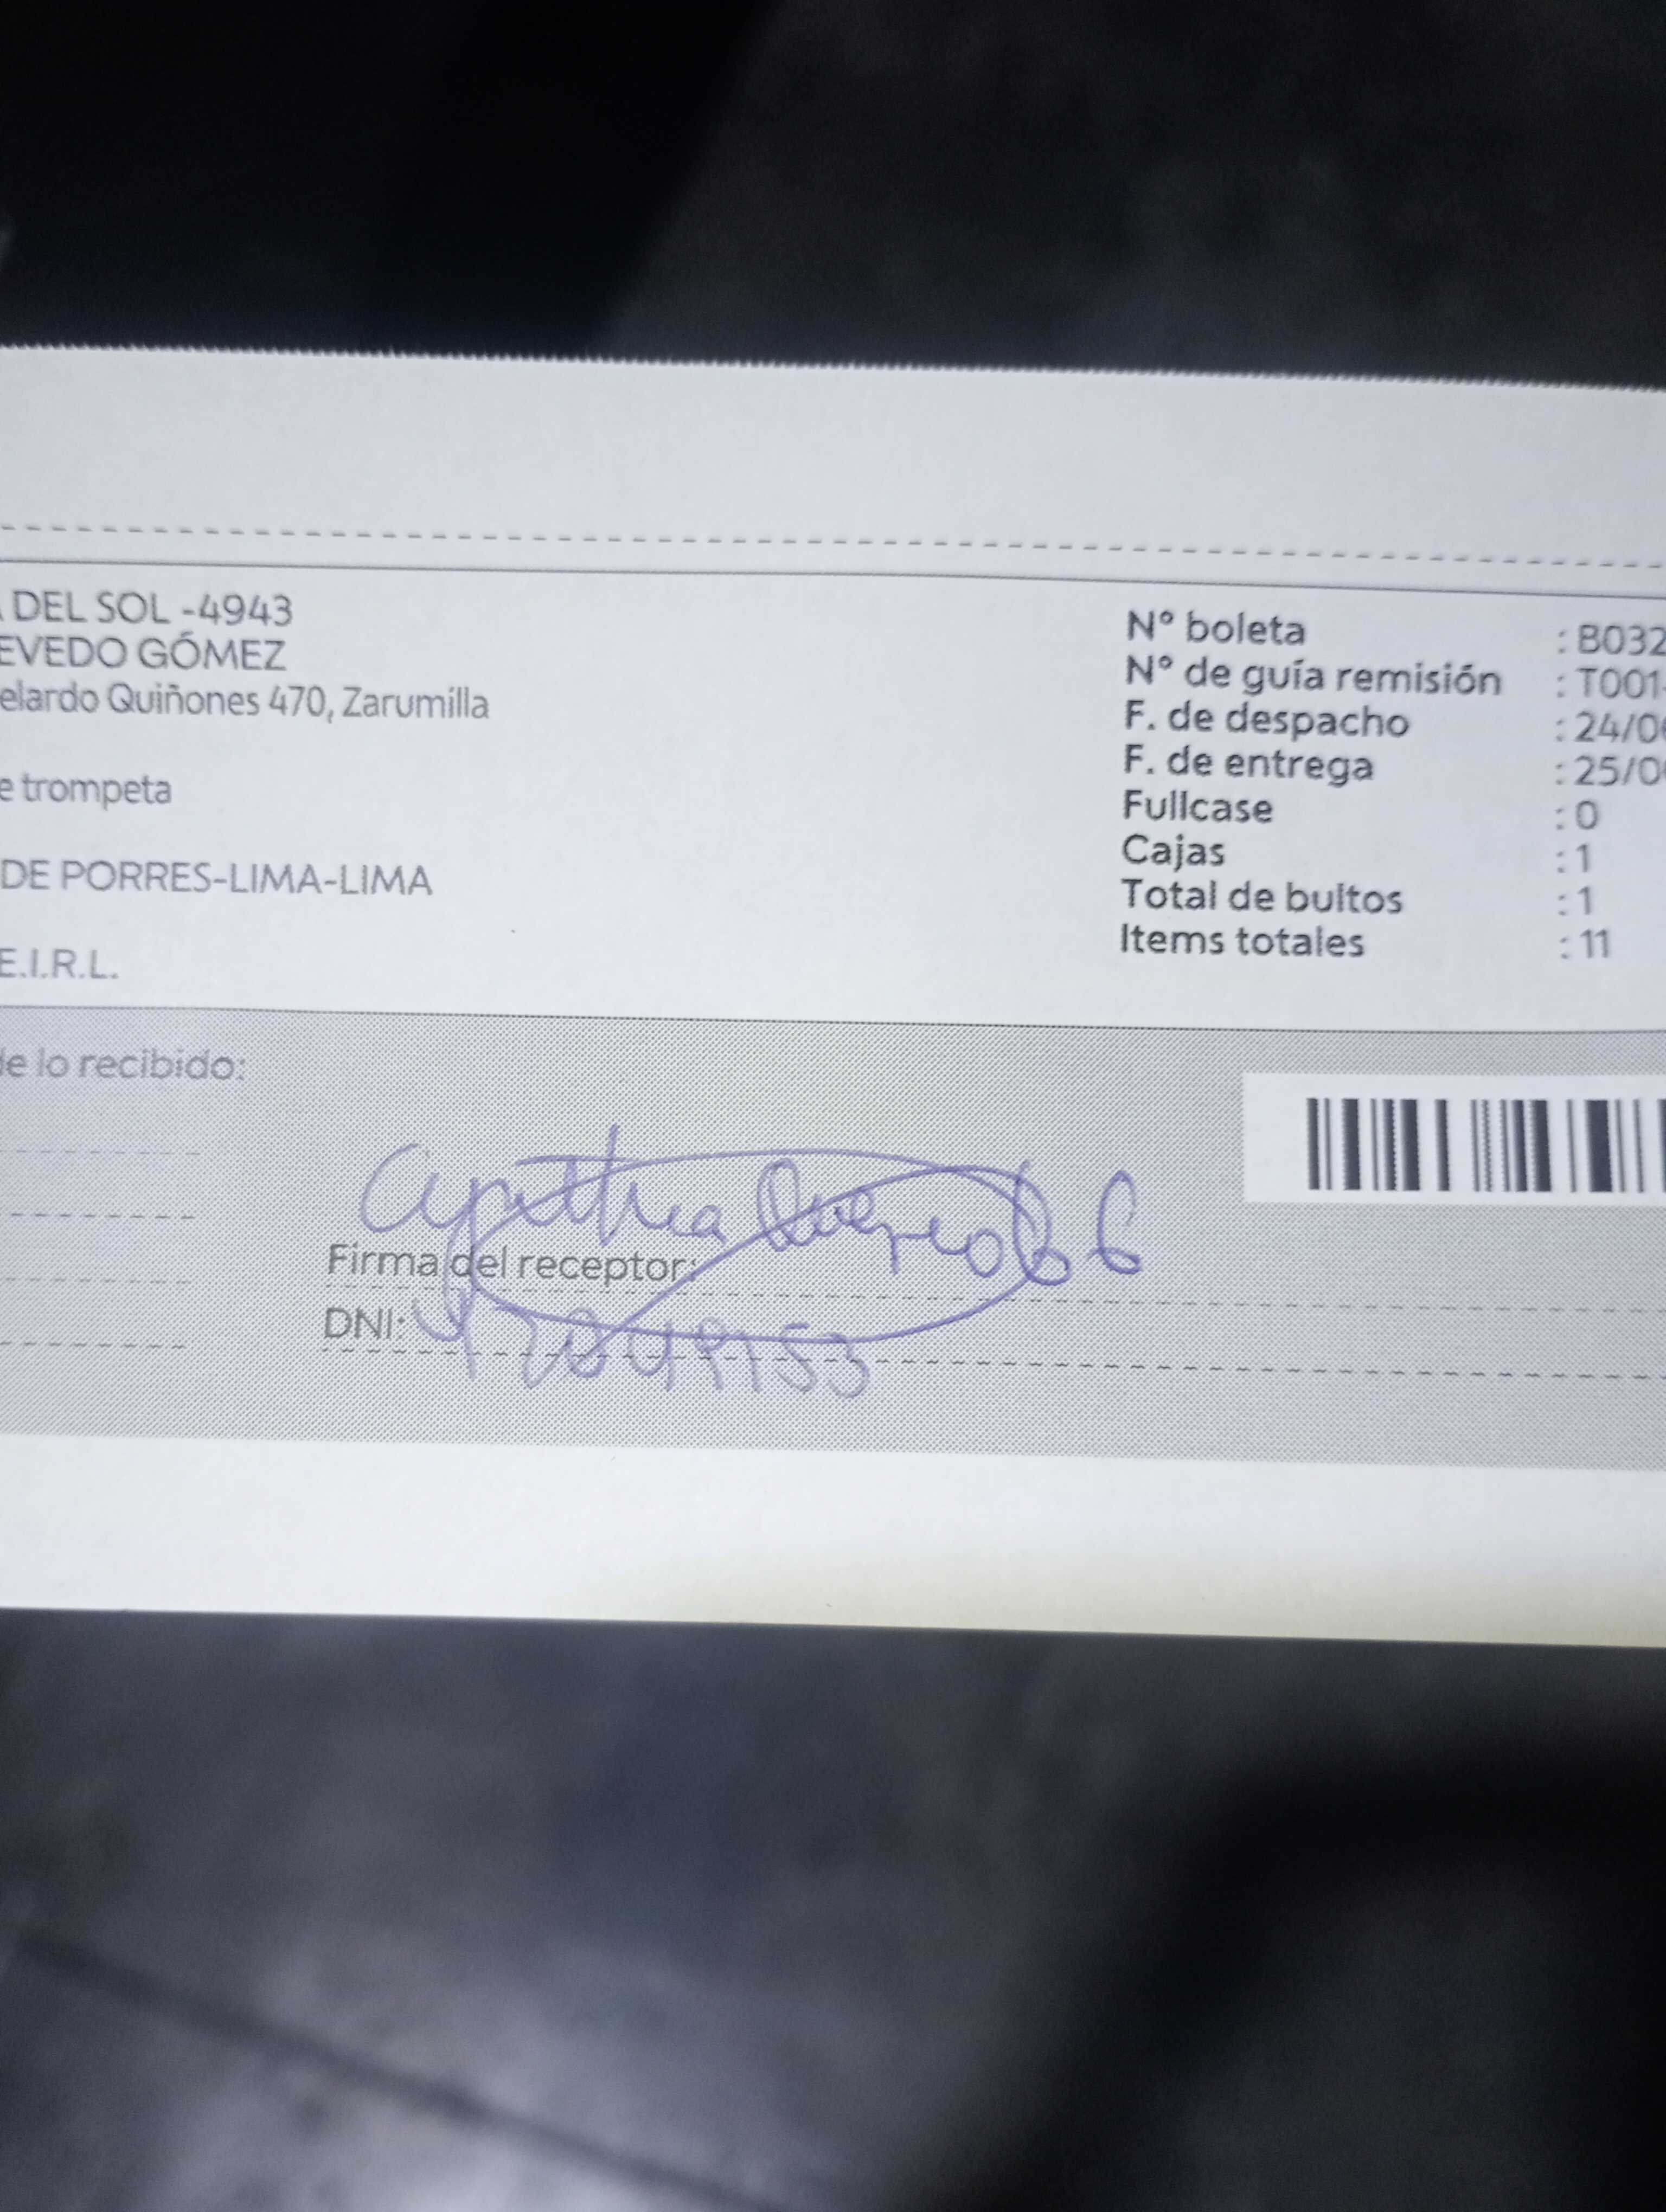 DEL SOL -4943
EVEDO GÓMEZ
elardo Quiñones 470, Zarumilla
e trompeta
DE PORRES-LIMA-LIMA
E.I.R.L.
N° boleta : B032
N° de guía remisión : T001-
F. de despacho : 24/0
F. de entrega : 25/0
Fullcase : 0
Cajas : 1
Total de bultos : 1
Items totales : 11
de lo recibido:
Cynthia
Firma del receptor:
DNI: